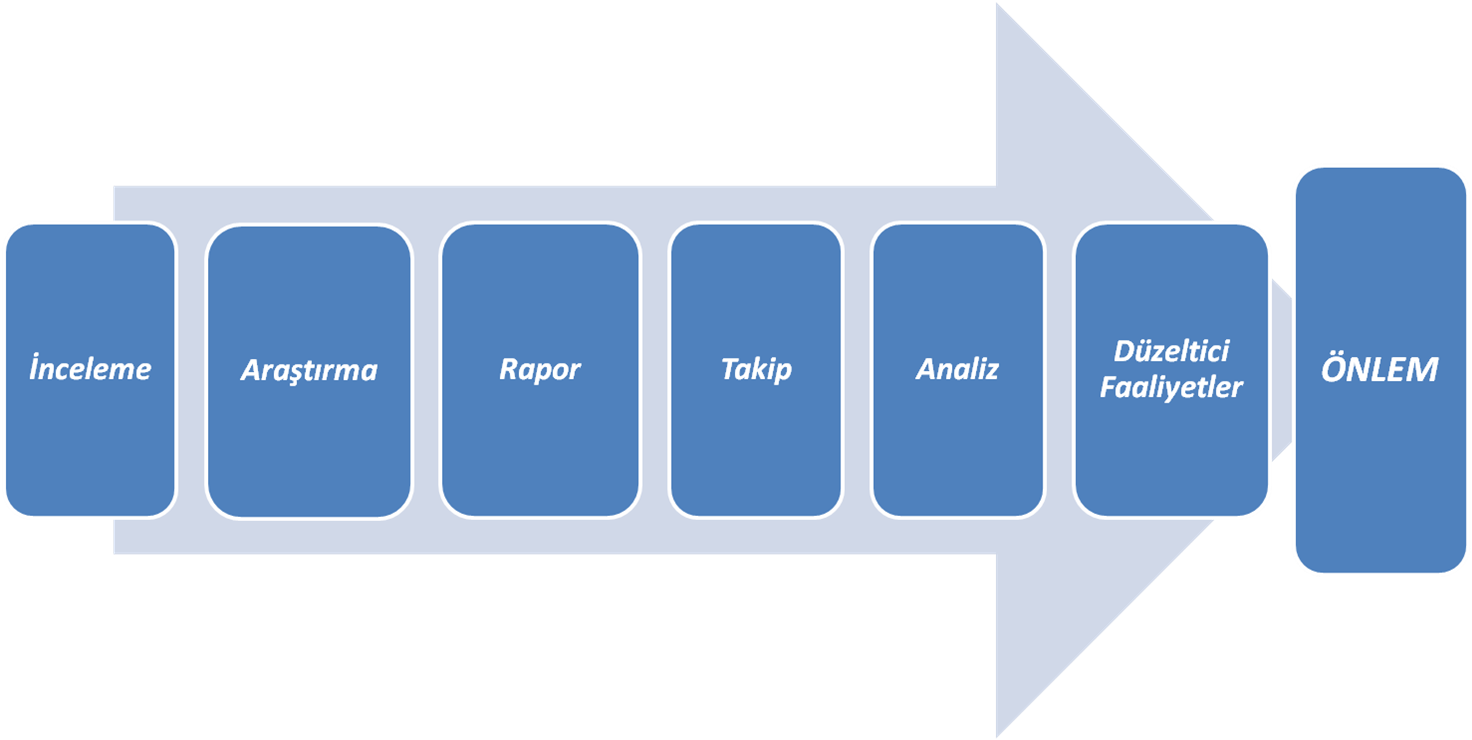 İnceleme
Araştırma
Rapor
Takip
Analiz
Düzeltici
Faaliyetler
ÖNLEM